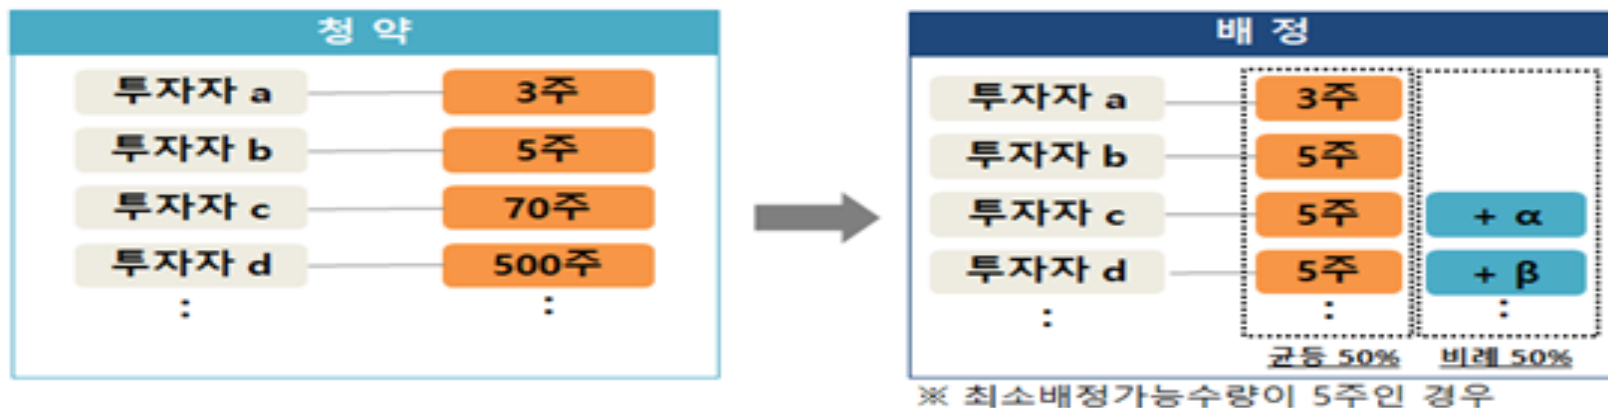 청 약
투자자 a 3주
투자자 b 5주
투자자 c 70주
투자자 d 500주
: :
배 정
투자자 a 3주
투자자 b 5주
투자자 c 5주 + α
투자자 d 5주 + β
: : :
균등 50% 비례 50%
※ 최소배정가능수량이 5주인 경우